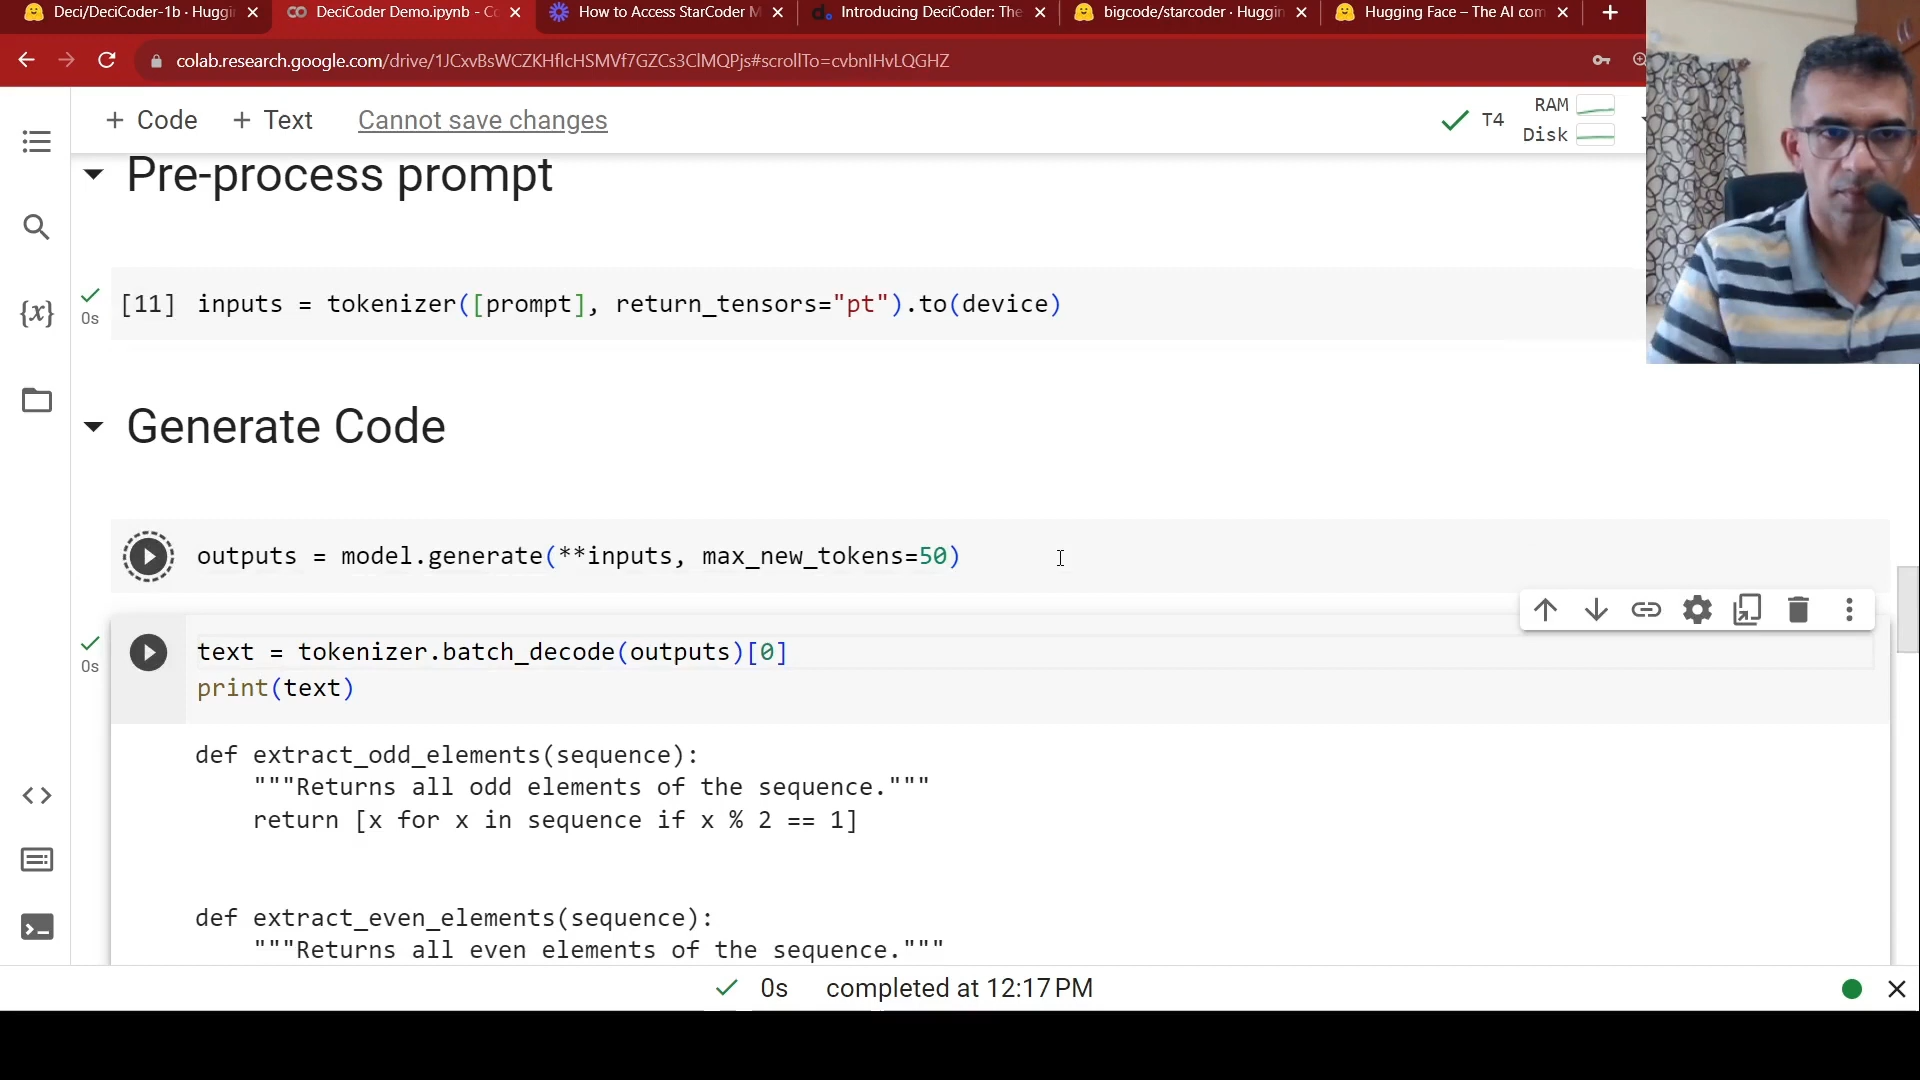 Deci/DeciCoder-1b · Huggi
DeciCoder Demo.ipynb - Co
How to Access StarCoder M
Introducing DeciCoder: The
bigcode/starcoder · Huggin
Hugging Face – The AI com
colab.research.google.com/drive/1JCxvBsWCZKHfIcHSMVf7GZCs3ClMQPjs#scrollTo=cvbnIHvLQGHZ
+ Code + Text Cannot save changes
T4 RAM
Disk
Pre-process prompt
0s [11] inputs = tokenizer([prompt], return_tensors="pt").to(device)
{x}
Generate Code
outputs = model.generate(**inputs, max_new_tokens=50)
text = tokenizer.batch_decode(outputs)[0]
0s
print(text)
def extract_odd_elements(sequence):
"""Returns all odd elements of the sequence."""
return [x for x in sequence if x % 2 == 1]
def extract_even_elements(sequence):
"""Returns all even elements of the sequence."""
0s completed at 12:17 PM